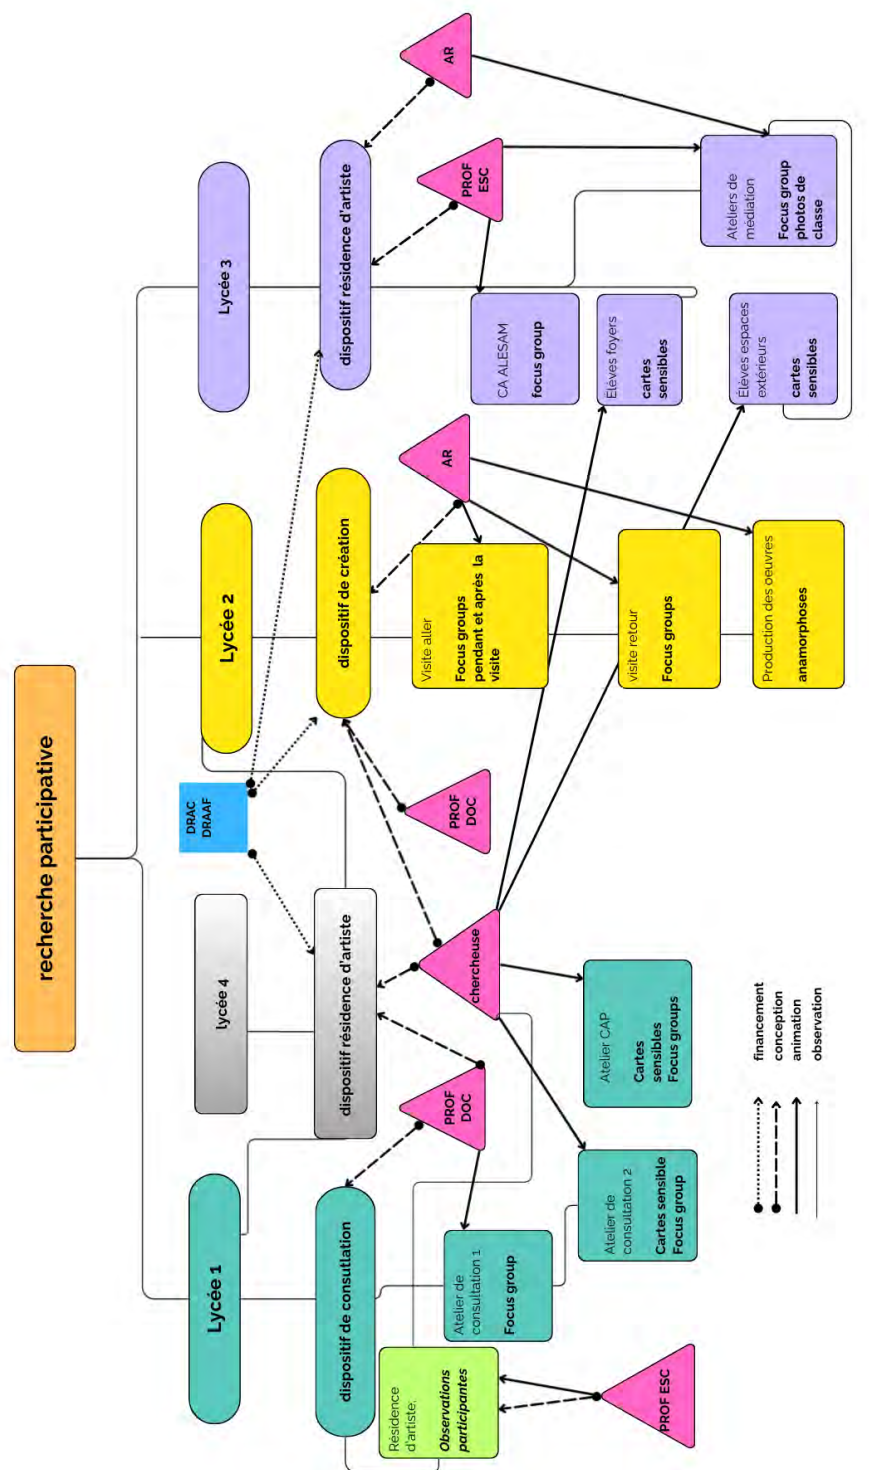 recherche participative
Lycée 1
lycée 4
DRAC
DRAAF
Lycée 2
Lycée 3
dispositif de consutlation
dispositif résidence d'artiste
dispositif de création
dispositif résidence d'artiste
Résidence
d'artiste:
Observations
participantes
PROF ESC
Atelier de
consultation 1
Focus group
PROF
DOC
Atelier de
consultation 2
Cartes sensible
Focus group
chercheuse
Atelier CAP
Cartes
sensibles
Focus groups
PROF
DOC
Visite aller
Focus groups
pendant et après la
visite
AR
visite retour
Focus groups
Production des oeuvres
anamorphoses
PROF
ESC
AR
CA ALESAM
focus group
Elèves foyers
cartes
sensibles
Élèves espaces
extérieurs
cartes
sensibles
Ateliers de
médiation
Focus group
photos de
classe
financement
conception
animation
observation